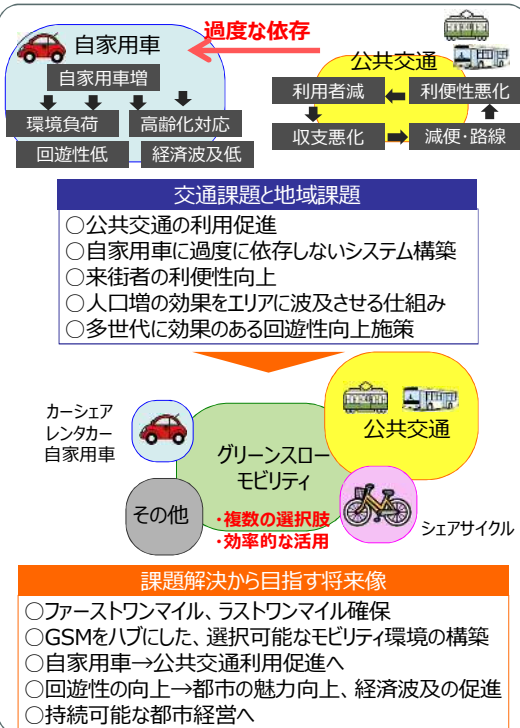 過度な依存
自家用車
公共交通
自家用車増
利用者減
利便性悪化
環境負荷
高齢化対応
収支悪化
減便・路線
回遊性低
経済波及低
交通課題と地域課題
○公共交通の利用促進
○自家用車に過度に依存しないシステム構築
○来街者の利便性向上
○人口増の効果をエリアに波及させる仕組み
○多世代に効果のある回遊性向上施策
カーシェア
レンタカー
自家用車
公共交通
グリーンスロー
モビリティ
その他
・複数の選択肢
・効率的な活用
シェアサイクル
課題解決から目指す将来像
○ファーストワンマイル、ラストワンマイル確保
○GSMをハブにした、選択可能なモビリティ環境の構築
○自家用車→公共交通利用促進へ
○回遊性の向上→都市の魅力向上、経済波及の促進
○持続可能な都市経営へ